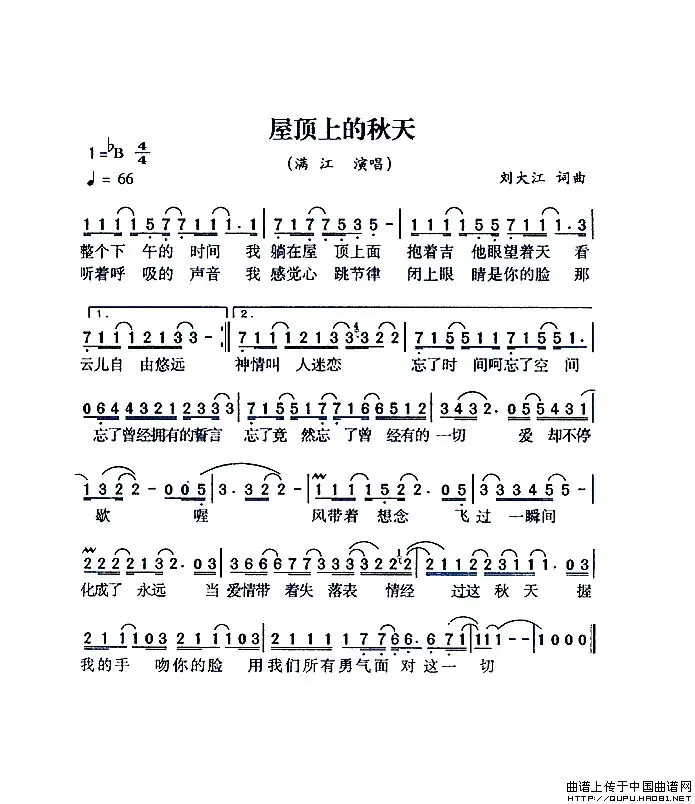 屋顶上的秋天
1=♭B 4/4
(满江 演唱)
♩=66
刘大江 词曲
1 1 1 1 5 7 7 1 1 1 1. 1 | 7 1 7 7 5 3 5 - | 1 1 1 1 5 5 7 1 1 1 1. 3
整个下 午的 时间 我 躺在屋 顶上面 抱着吉 他眼望着天 看
听着呼 吸的 声音 我 感觉心 跳节律 闭上眼 睛是你的脸 那
1. 2.
7 1 1 1 2 1 3 3 - :| 7 1 1 1 2 1 3 3 3 2 2 | 7 1 5 5 1 1 7 1 5 5 1.
云儿自 由悠远 神情叫 人迷恋 忘了时 间呵忘了空 间
0 6 4 4 3 2 1 2 3 3 3 | 7 1 5 5 1 7 7 1 6 6 5 1 2 | 3 4 3 2. 0 5 5 4 3 1
忘了曾经拥有的誓言 忘了竟 然忘 了曾 经有的 一切 爱 却不停
1 3 2 2 - 0 0 5 | 3. 3 2 2 - | 1 1 1 1 5 2 2. 0 5 | 3 3 3 4 5 5 -
歇 喔 风带着 想念 飞 过 一瞬间
2 2 2 2 1 3 2. 0 3 | 3 6 6 6 7 7 3 3 3 2 2 2 | 2 1 1 2 2 3 1 1 1. 0 3
化成了 永远 当 爱情带 着失 落表 情经 过这 秋 天 握
2 1 1 1 0 3 2 1 1 1 0 3 | 2 1 1 1 1 7 7 6 6. 6 7 1 | 1 1 1 1 - - | 1 0 0 0
我的手 吻你的脸 用我们所有勇气面 对 这一 切
曲谱上传于中国曲谱网
HTTP://QUPU.HAO81.NET